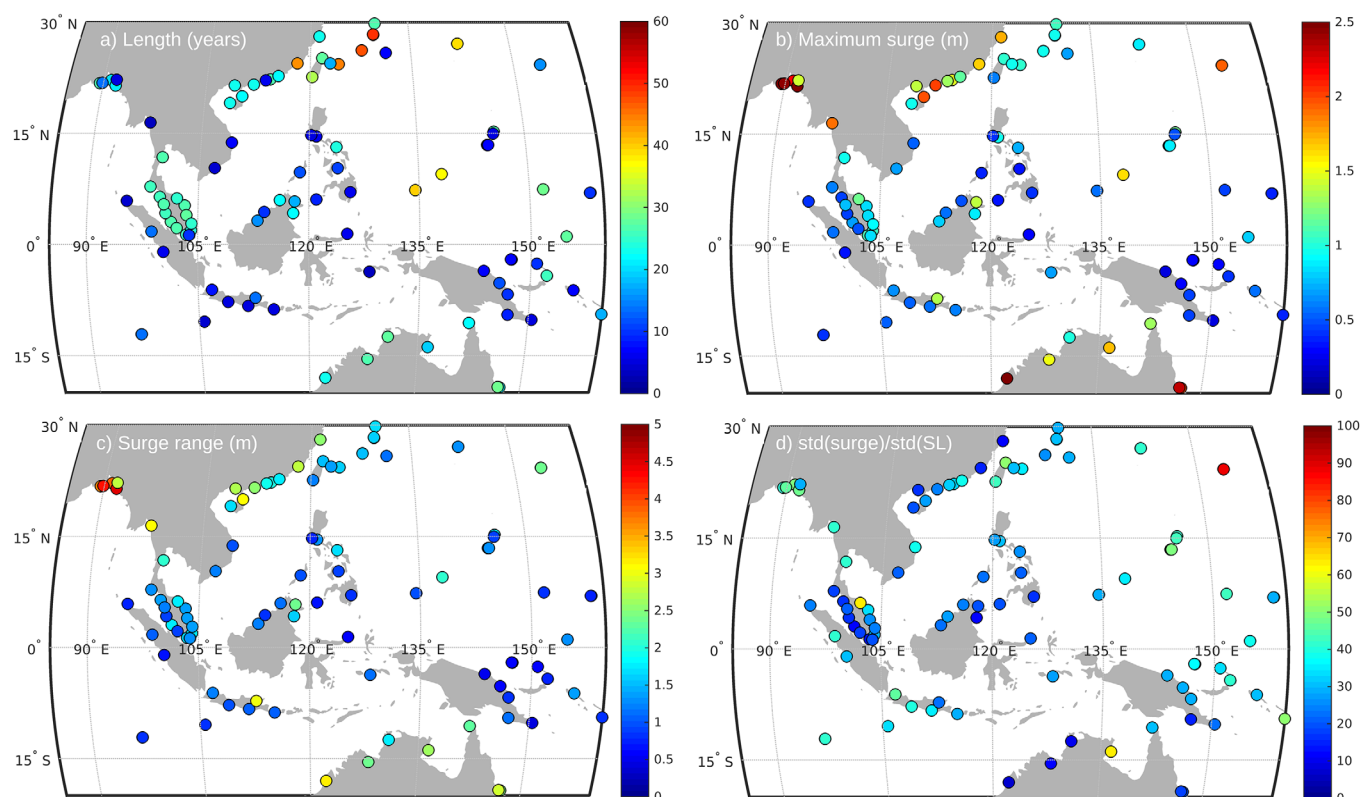 a) Length (years)
30° N
15° N
0°
15° S
90° E
105°
120°
135°
150°
60
50
40
30
20
10
0
b) Maximum surge (m)
30° N
15° N
0°
15° S
90° E
105°
120°
135°
150°
2.5
2
1.5
1
0.5
0
c) Surge range (m)
30° N
15° N
0°
15° S
90° E
105°
120°
135°
150°
5
4.5
4
3.5
3
2.5
2
1.5
1
0.5
0
d) std(surge)/std(SL)
30° N
15° N
0°
15° S
90° E
105°
120°
135°
150°
100
90
80
70
60
50
40
30
20
10
0